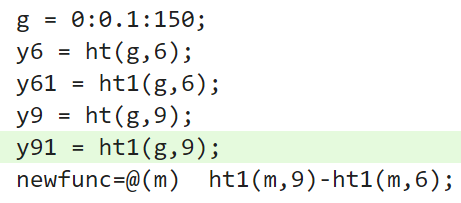 g = 0:0.1:150;
y6 = ht(g,6);
y61 = ht1(g,6);
y9 = ht(g,9);
y91 = ht1(g,9);
newfunc=@(m)  ht1(m,9)-ht1(m,6);